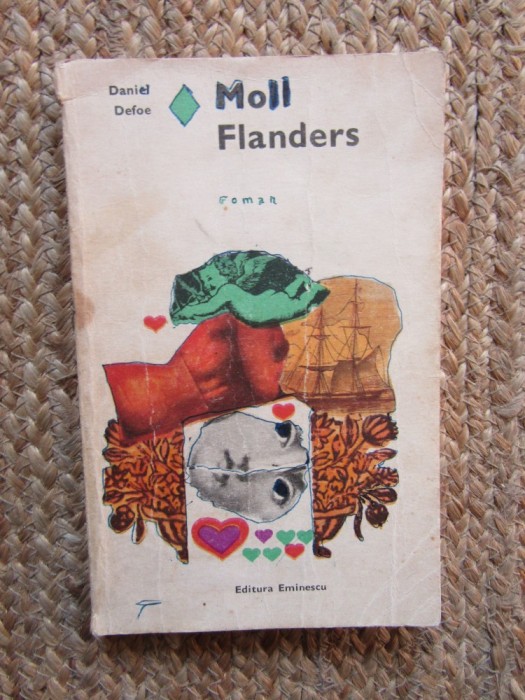 Daniel
Defoe
Moll
Flanders
roman
Editura Eminescu